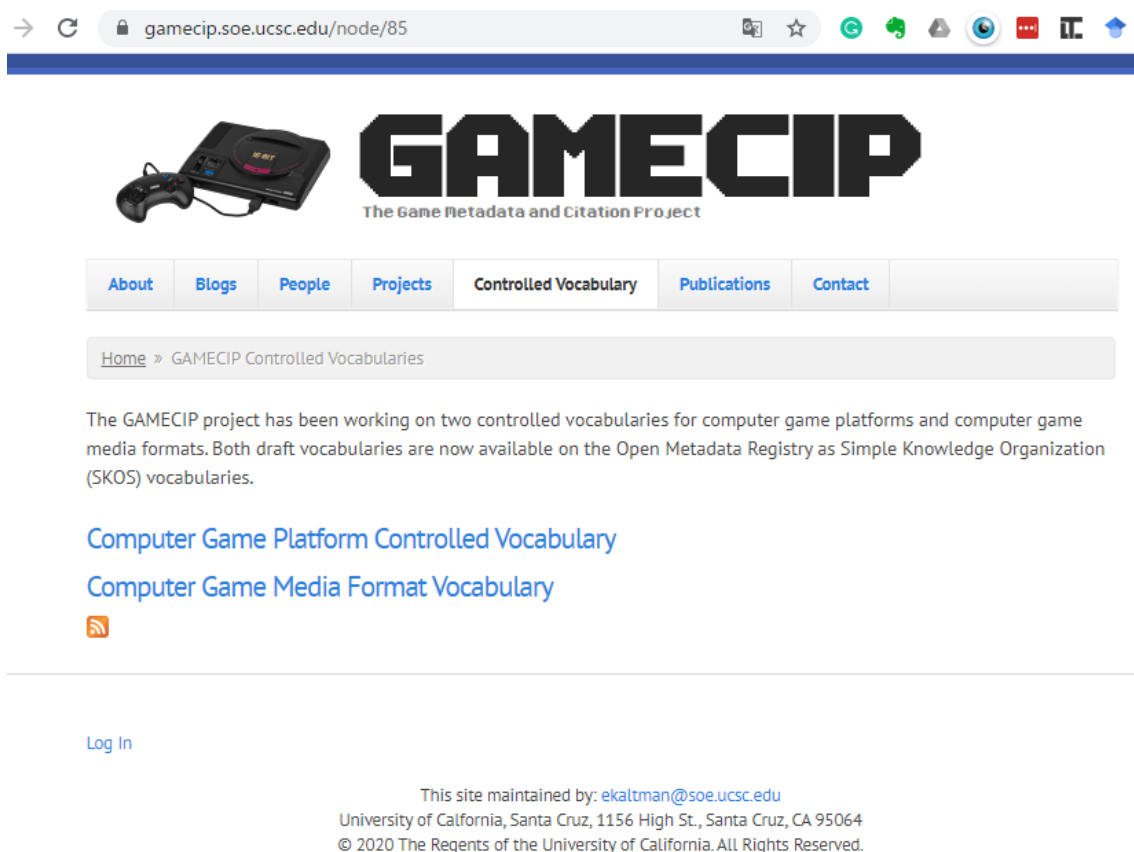 gamecip.soe.ucsc.edu/node/85
16-BIT
GAMECIP
The Game Metadata and Citation Project
About Blogs People Projects Controlled Vocabulary Publications Contact
Home » GAMECIP Controlled Vocabularies
The GAMECIP project has been working on two controlled vocabularies for computer game platforms and computer game
media formats. Both draft vocabularies are now available on the Open Metadata Registry as Simple Knowledge Organization
(SKOS) vocabularies.
Computer Game Platform Controlled Vocabulary
Computer Game Media Format Vocabulary
Log In
This site maintained by: ekaltman@soe.ucsc.edu
University of Calfornia, Santa Cruz, 1156 High St., Santa Cruz, CA 95064
© 2020 The Regents of the University of California. All Rights Reserved.